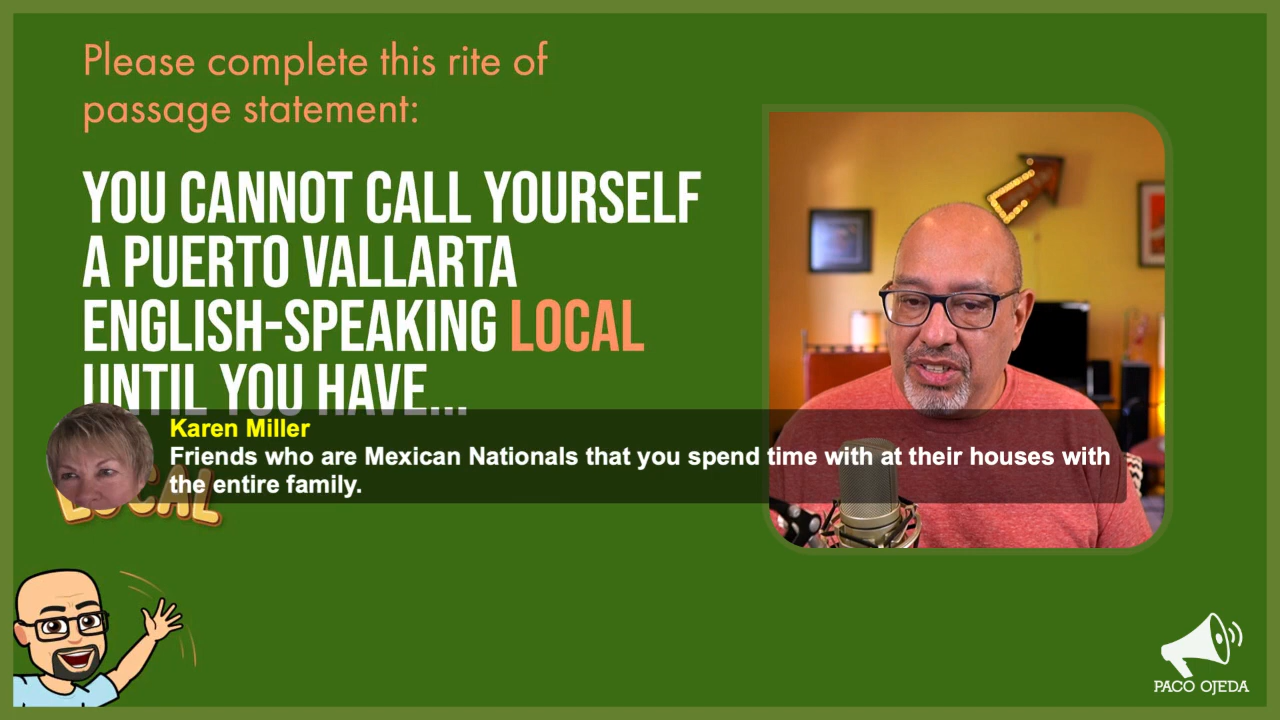 Please complete this rite of
passage statement:
YOU CANNOT CALL YOURSELF
A PUERTO VALLARTA
ENGLISH-SPEAKING LOCAL
UNTIL YOU HAVE...
Karen Miller
Friends who are Mexican Nationals that you spend time with at their houses with
the entire family.
LOCAL
PACO OJEDA